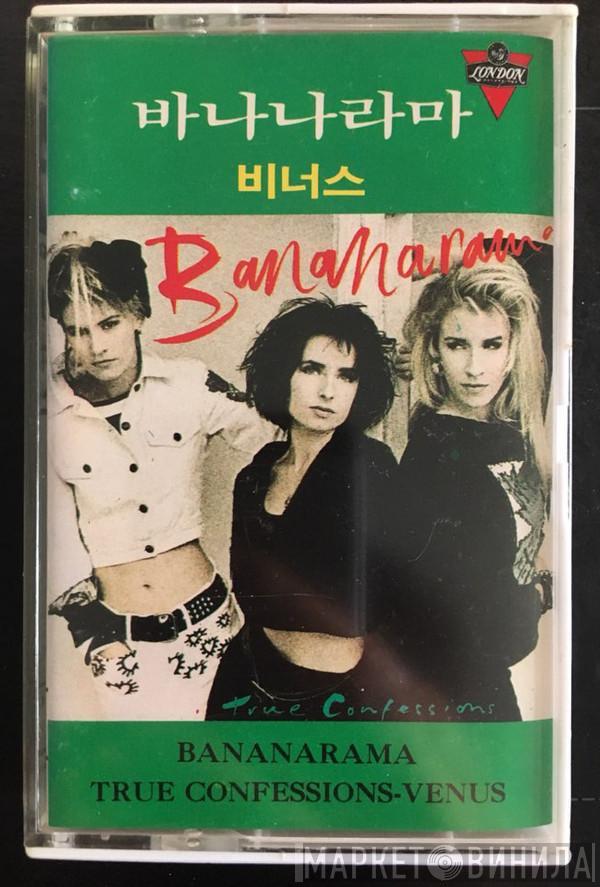 LONDON
바나나라마
비너스
Bananarama
True Confessions
BANANARAMA
TRUE CONFESSIONS-VENUS
МАРКЕТ ВИНИЛА